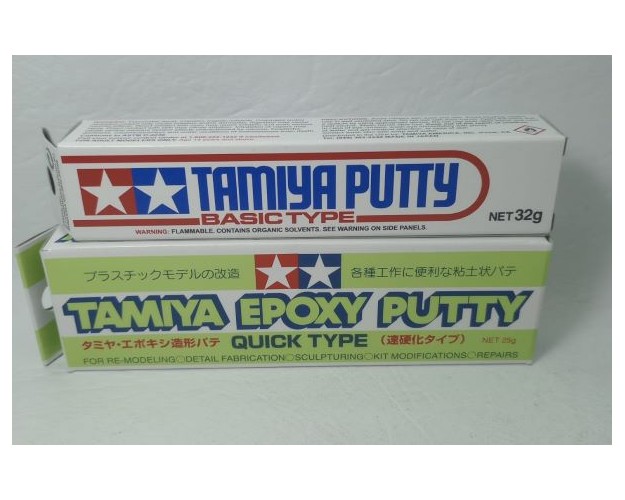 TAMIYA PUTTY
BASIC TYPE
NET 32g
WARNING: FLAMMABLE. CONTAINS ORGANIC SOLVENTS. SEE WARNING ON SIDE PANELS.
プラスチックモデルの改造 各種工作に便利な粘土状パテ
TAMIYA EPOXY PUTTY
タミヤ・エポキシ造形パテ QUICK TYPE (速硬化タイプ) NET 25g
FOR RE-MODELING○DETAIL FABRICATION○SCULPTURING○KIT MODIFICATIONS○REPAIRS